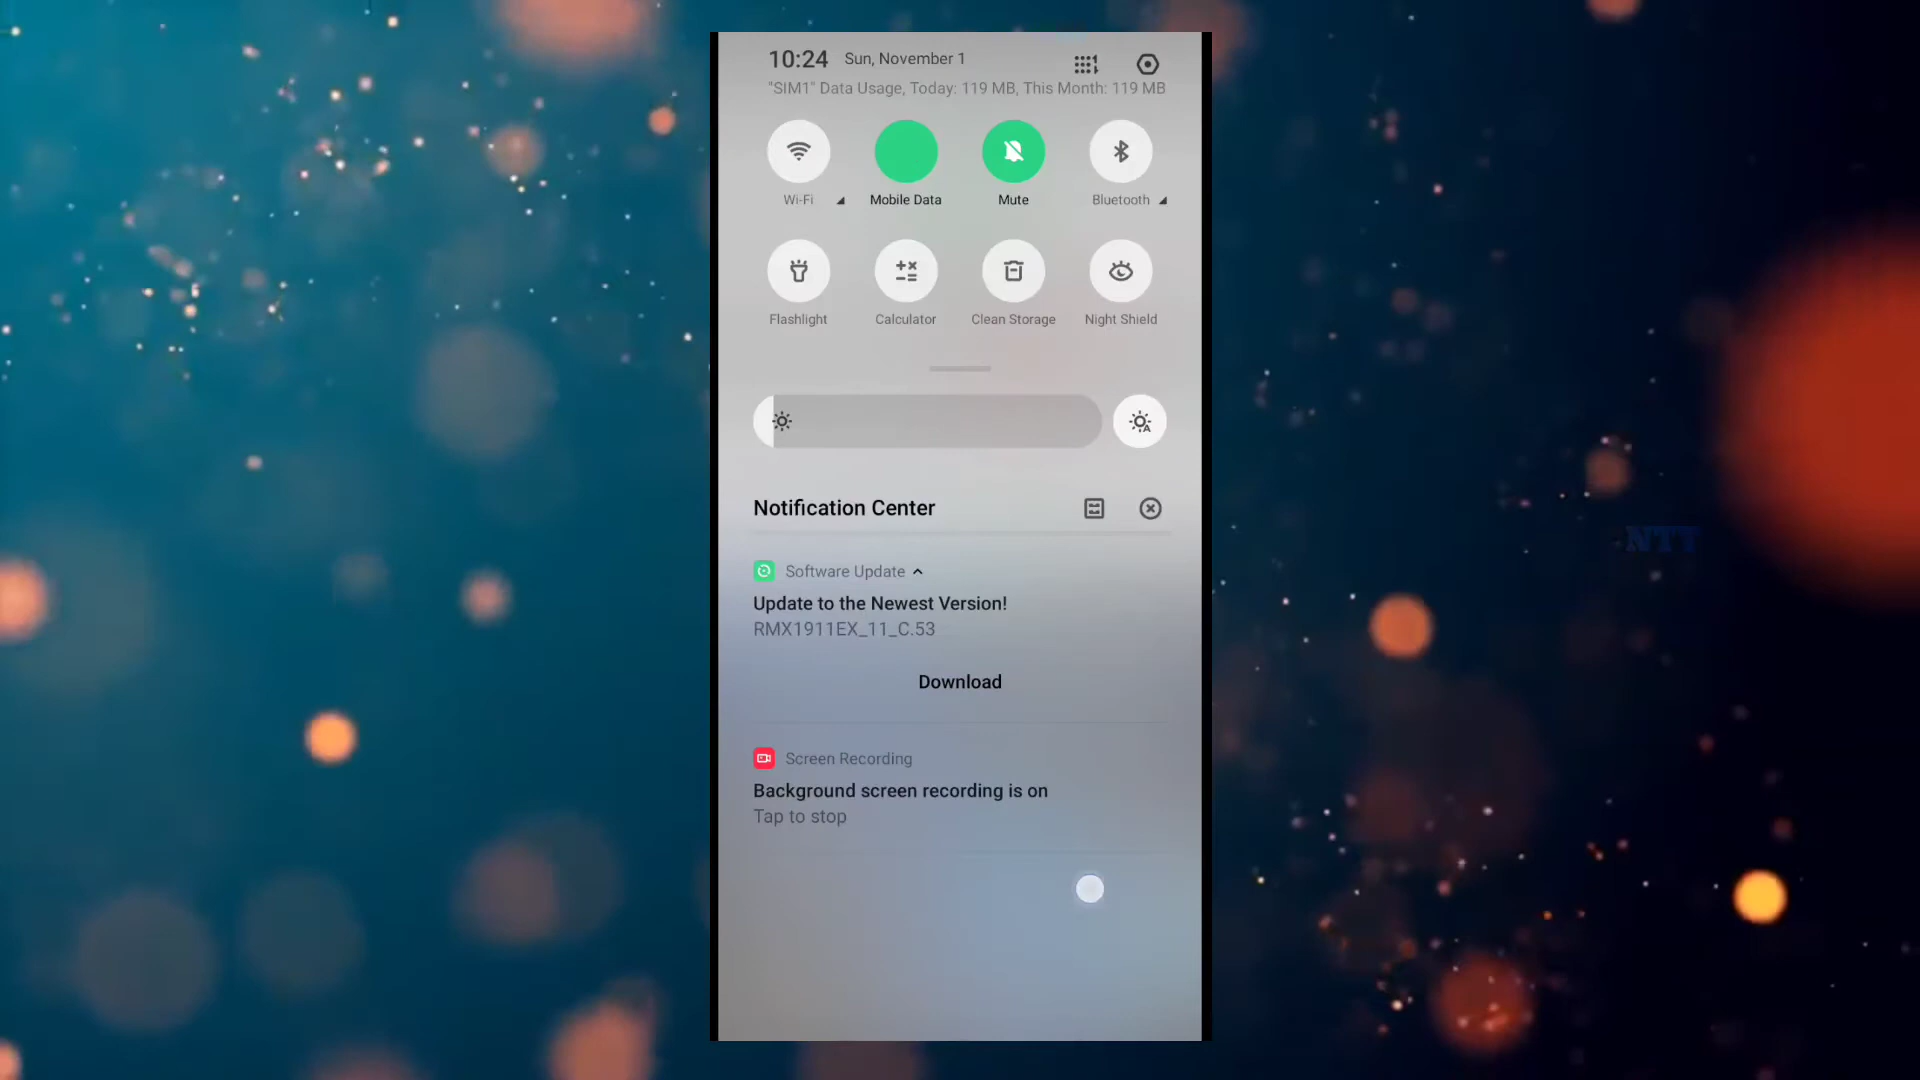 10:24 Sun, November 1
"SIM1" Data Usage, Today: 119 MB, This Month: 119 MB
Wi-Fi Mobile Data Mute Bluetooth
Flashlight Calculator Clean Storage Night Shield
Notification Center
Software Update
Update to the Newest Version!
RMX1911EX_11_C.53
Download
Screen Recording
Background screen recording is on
Tap to stop
NTT